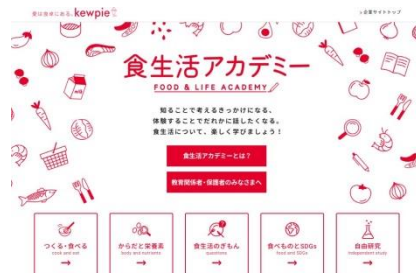 愛は食卓にある。kewpie
企業サイトトップ
食生活アカデミー
FOOD & LIFE ACADEMY
知ることで考えるきっかけになる、
体験することでだれかに話したくなる。
食生活について、楽しく学びましょう！
食生活アカデミーとは？
教育関係者・保護者のみなさまへ
つくる・食べる
cook and eat
からだと栄養素
body and nutrients
食生活のぎもん
questions
食べものとSDGs
food and SDGs
自由研究
independent study